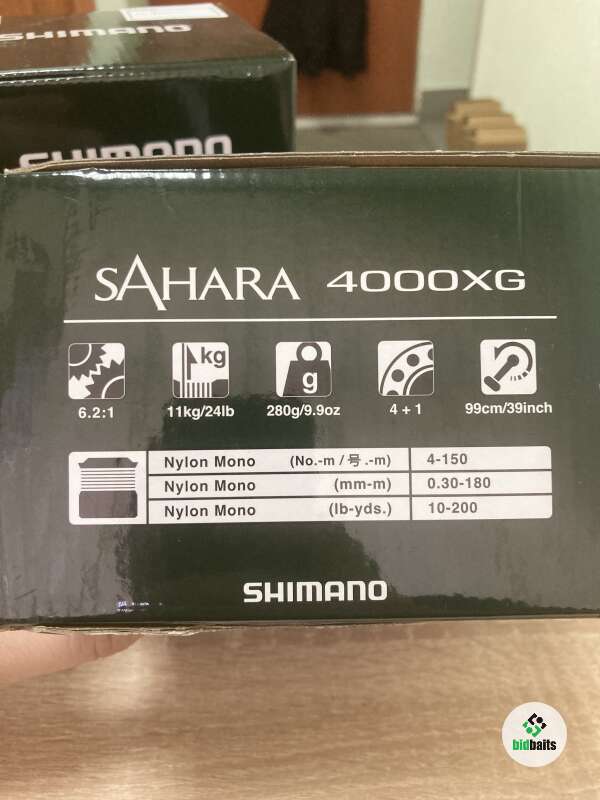 SHIMANO
SHIMANO
SAHARA 4000XG
kg
g
6.2:1 11kg/24lb 280g/9.9oz 4 + 1 99cm/39inch
Nylon Mono (No.-m / 号.-m) 4-150
Nylon Mono (mm-m) 0.30-180
Nylon Mono (lb-yds.) 10-200
SHIMANO
bidbaits